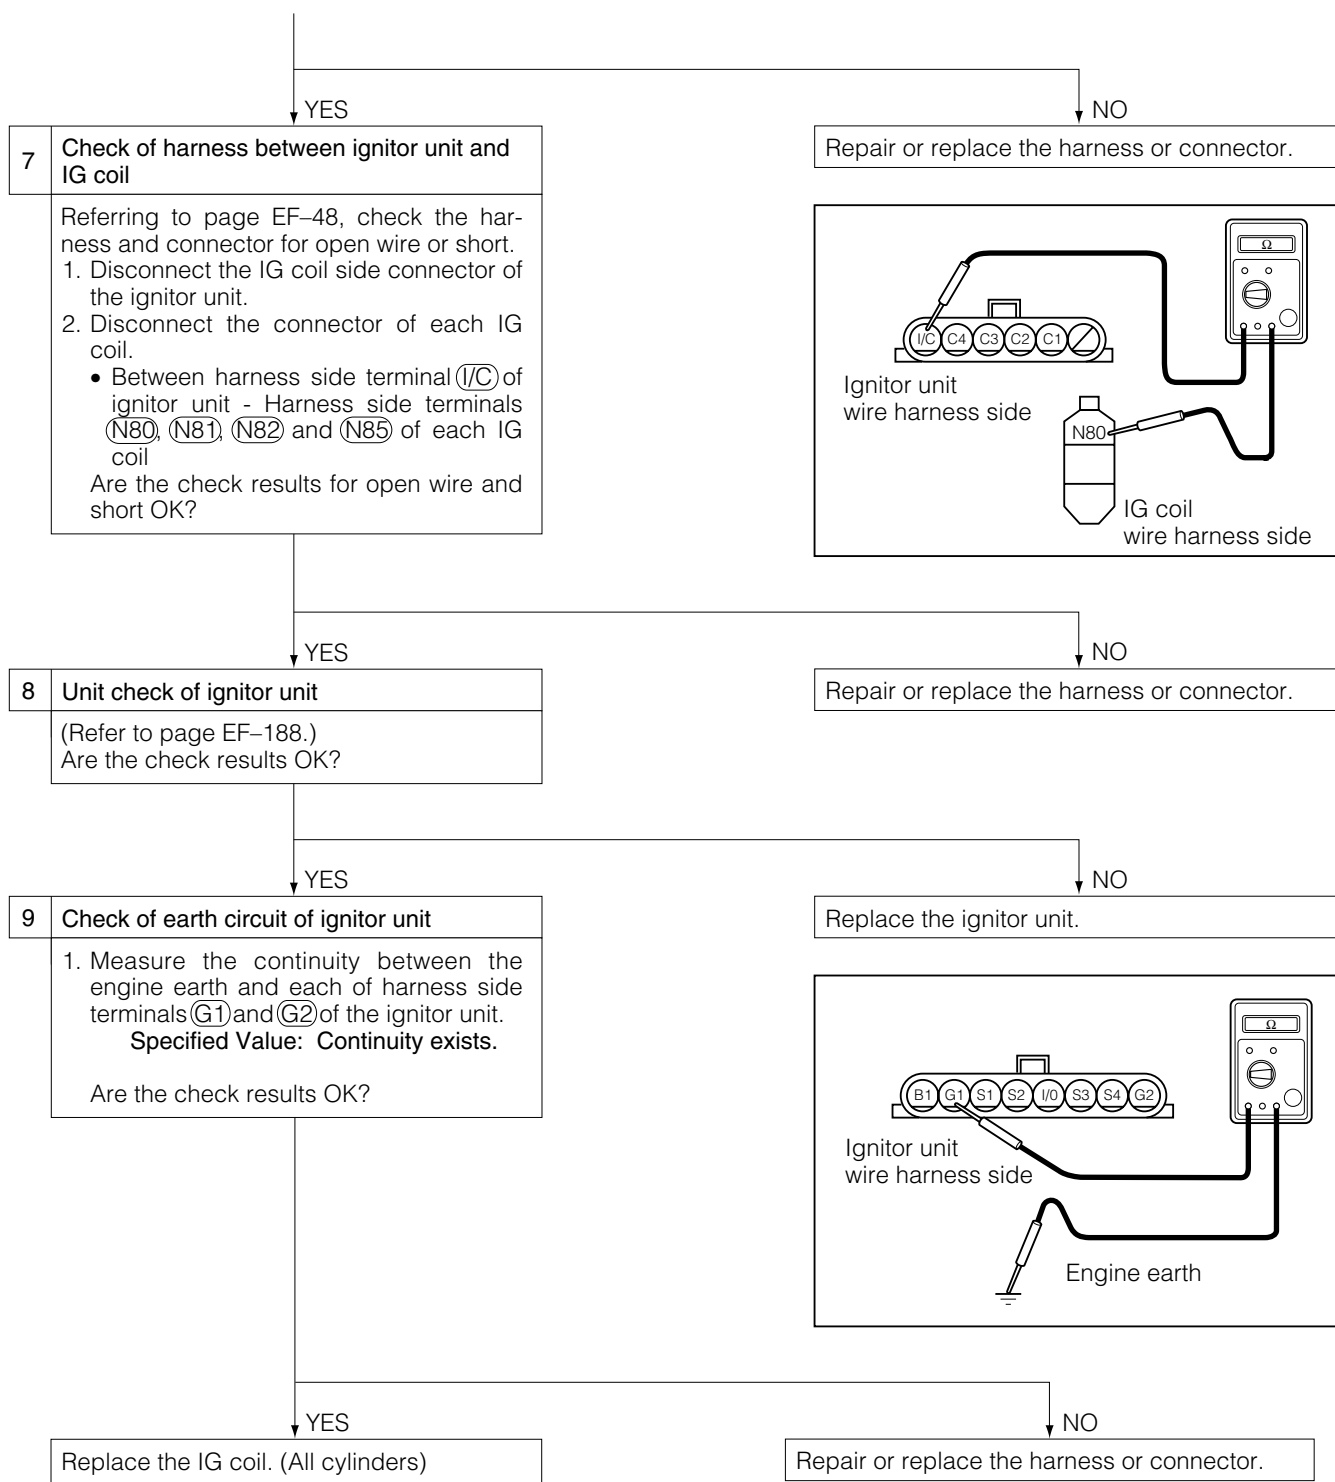 YES
NO
7
Check of harness between ignitor unit and
IG coil
Repair or replace the harness or connector.
Referring to page EF–48, check the har-
ness and connector for open wire or short.
1. Disconnect the IG coil side connector of
the ignitor unit.
2. Disconnect the connector of each IG
coil.
• Between harness side terminal I/C of
ignitor unit - Harness side terminals
N80, N81, N82 and N85 of each IG
coil
Are the check results for open wire and
short OK?
Ω
I/C C4 C3 C2 C1
Ignitor unit
wire harness side
N80
IG coil
wire harness side
YES
NO
8
Unit check of ignitor unit
Repair or replace the harness or connector.
(Refer to page EF–188.)
Are the check results OK?
YES
NO
9
Check of earth circuit of ignitor unit
Replace the ignitor unit.
1. Measure the continuity between the
engine earth and each of harness side
terminals G1 and G2 of the ignitor unit.
Specified Value: Continuity exists.
Are the check results OK?
Ω
B1 G1 S1 S2 I/0 S3 S4 G2
Ignitor unit
wire harness side
Engine earth
YES
NO
Replace the IG coil. (All cylinders)
Repair or replace the harness or connector.